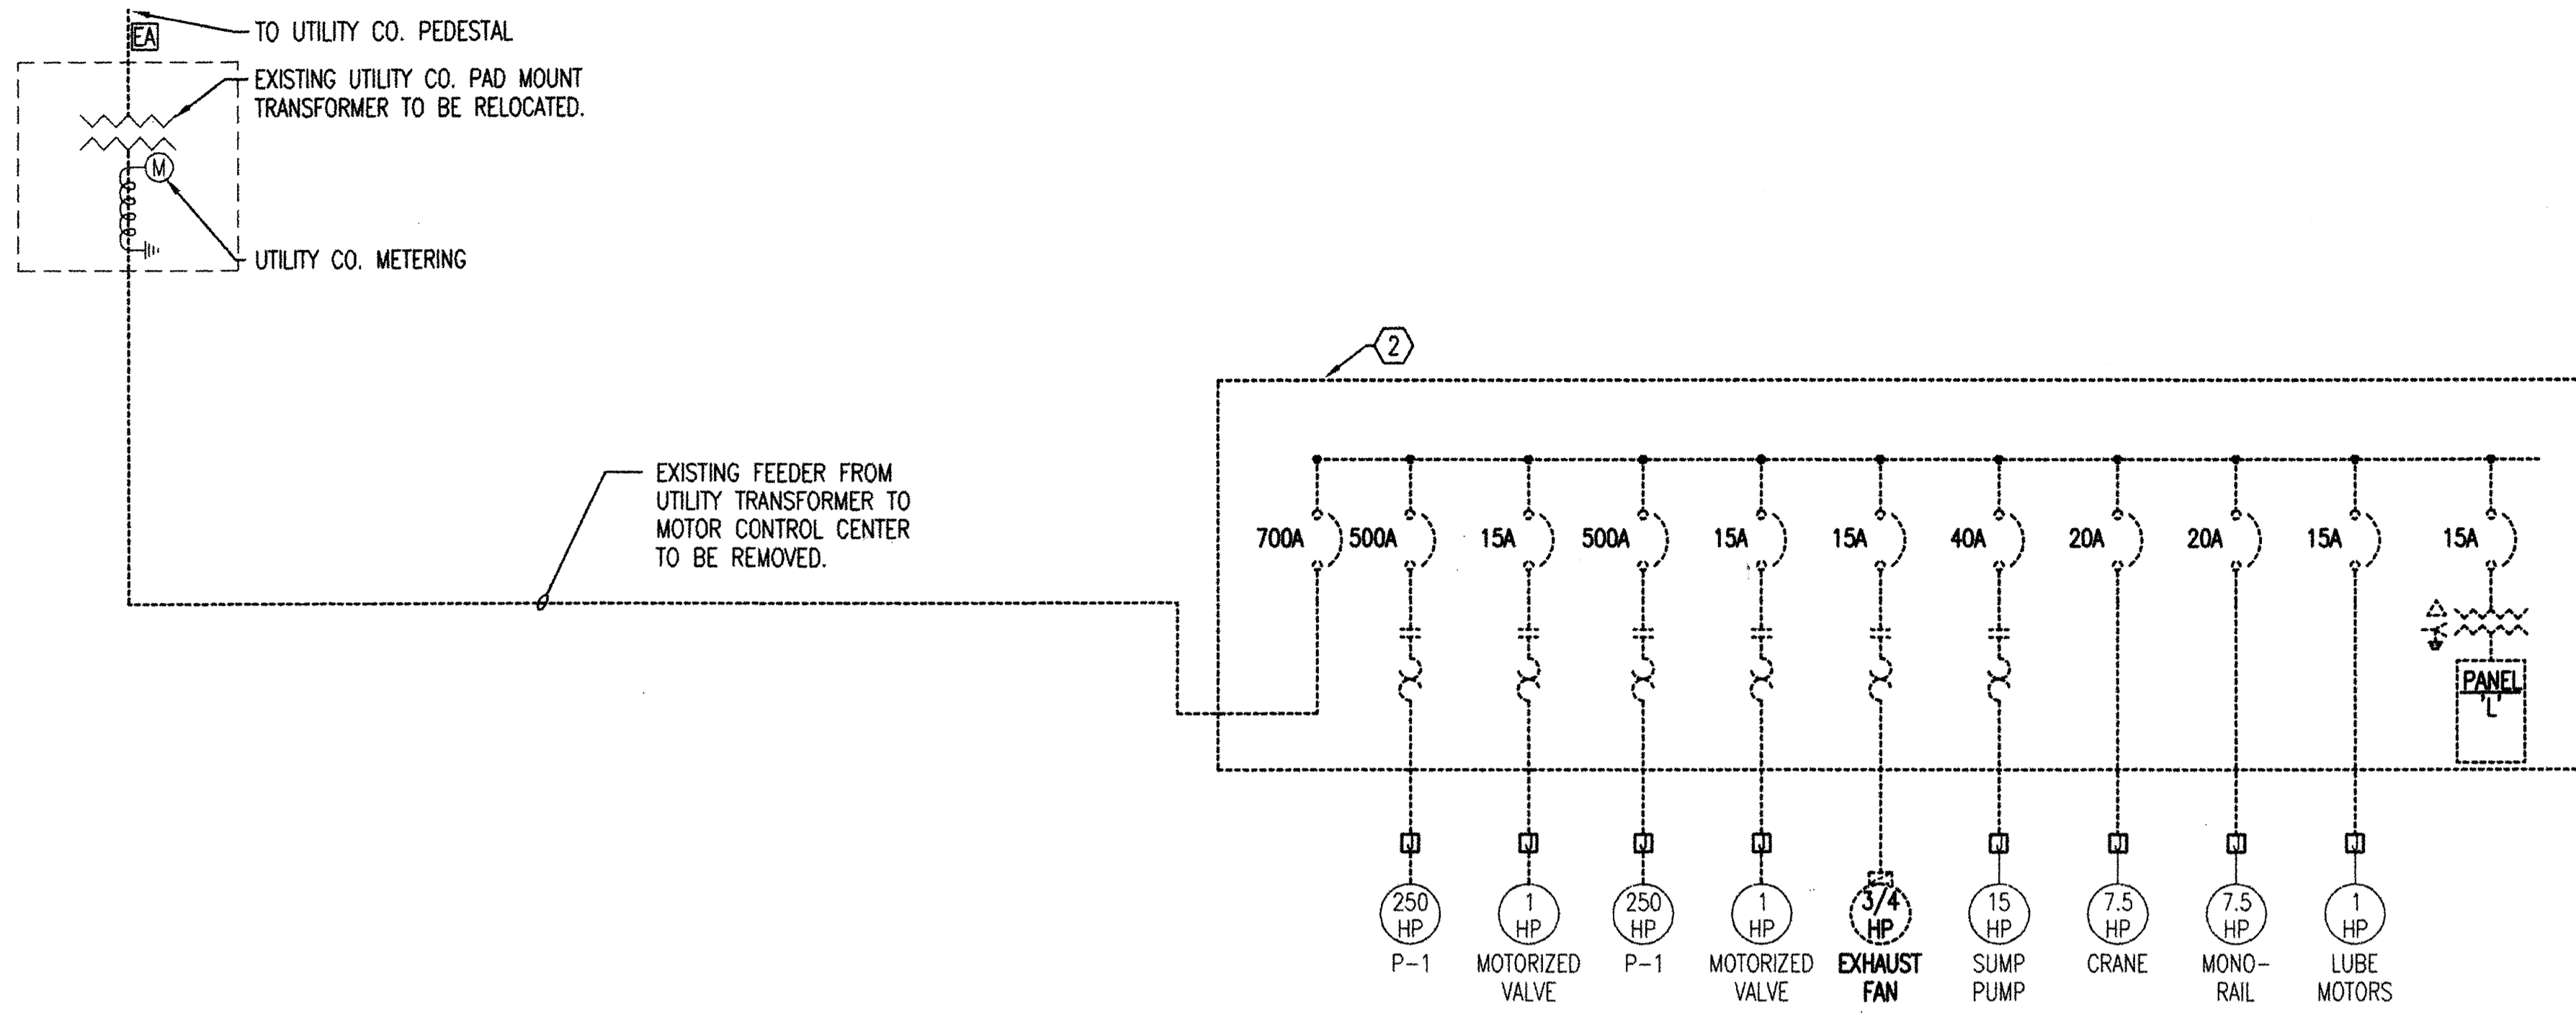 TO UTILITY CO. PEDESTAL
EA
EXISTING UTILITY CO. PAD MOUNT
TRANSFORMER TO BE RELOCATED.
M
UTILITY CO. METERING
2
EXISTING FEEDER FROM
UTILITY TRANSFORMER TO
MOTOR CONTROL CENTER
TO BE REMOVED.
700A 500A 15A 500A 15A 15A 40A 20A 20A 15A 15A
PANEL
'L'
J J J J J J J J
250
HP
P-1
1
HP
MOTORIZED
VALVE
250
HP
P-1
1
HP
MOTORIZED
VALVE
3/4
HP
EXHAUST
FAN
15
HP
SUMP
PUMP
7.5
HP
CRANE
7.5
HP
MONO-
RAIL
1
HP
LUBE
MOTORS